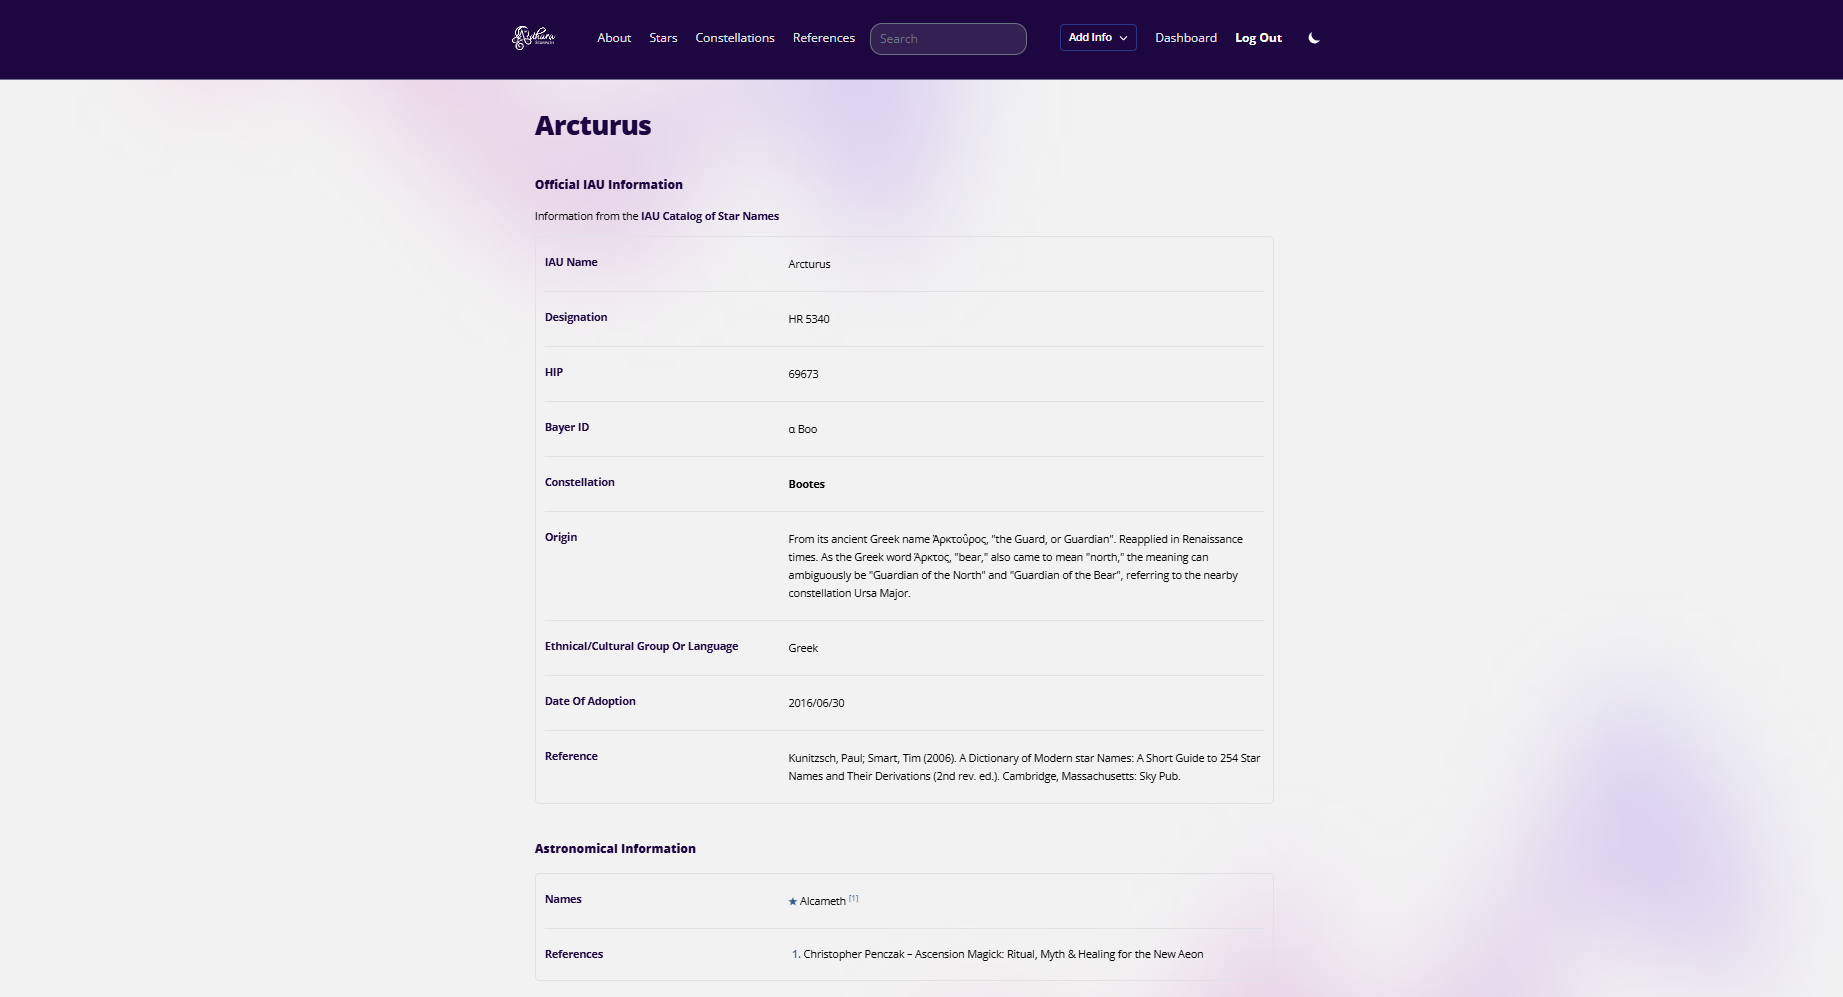 Aythara
About Stars Constellations References Search Add Info Dashboard Log Out
Arcturus
Official IAU Information
Information from the IAU Catalog of Star Names
IAU Name Arcturus
Designation HR 5340
HIP 69673
Bayer ID α Boo
Constellation Bootes
Origin From its ancient Greek name Ἀρκτοῦρος, "the Guard, or Guardian". Reapplied in Renaissance
times. As the Greek word Ἄρκτος, "bear," also came to mean "north," the meaning can
ambiguously be "Guardian of the North" and "Guardian of the Bear", referring to the nearby
constellation Ursa Major.
Ethnical/Cultural Group Or Language Greek
Date Of Adoption 2016/06/30
Reference Kunitzsch, Paul; Smart, Tim (2006). A Dictionary of Modern star Names: A Short Guide to 254 Star
Names and Their Derivations (2nd rev. ed.). Cambridge, Massachusetts: Sky Pub.
Astronomical Information
Names ★ Alcameth [1]
References 1. Christopher Penczak – Ascension Magick: Ritual, Myth & Healing for the New Aeon